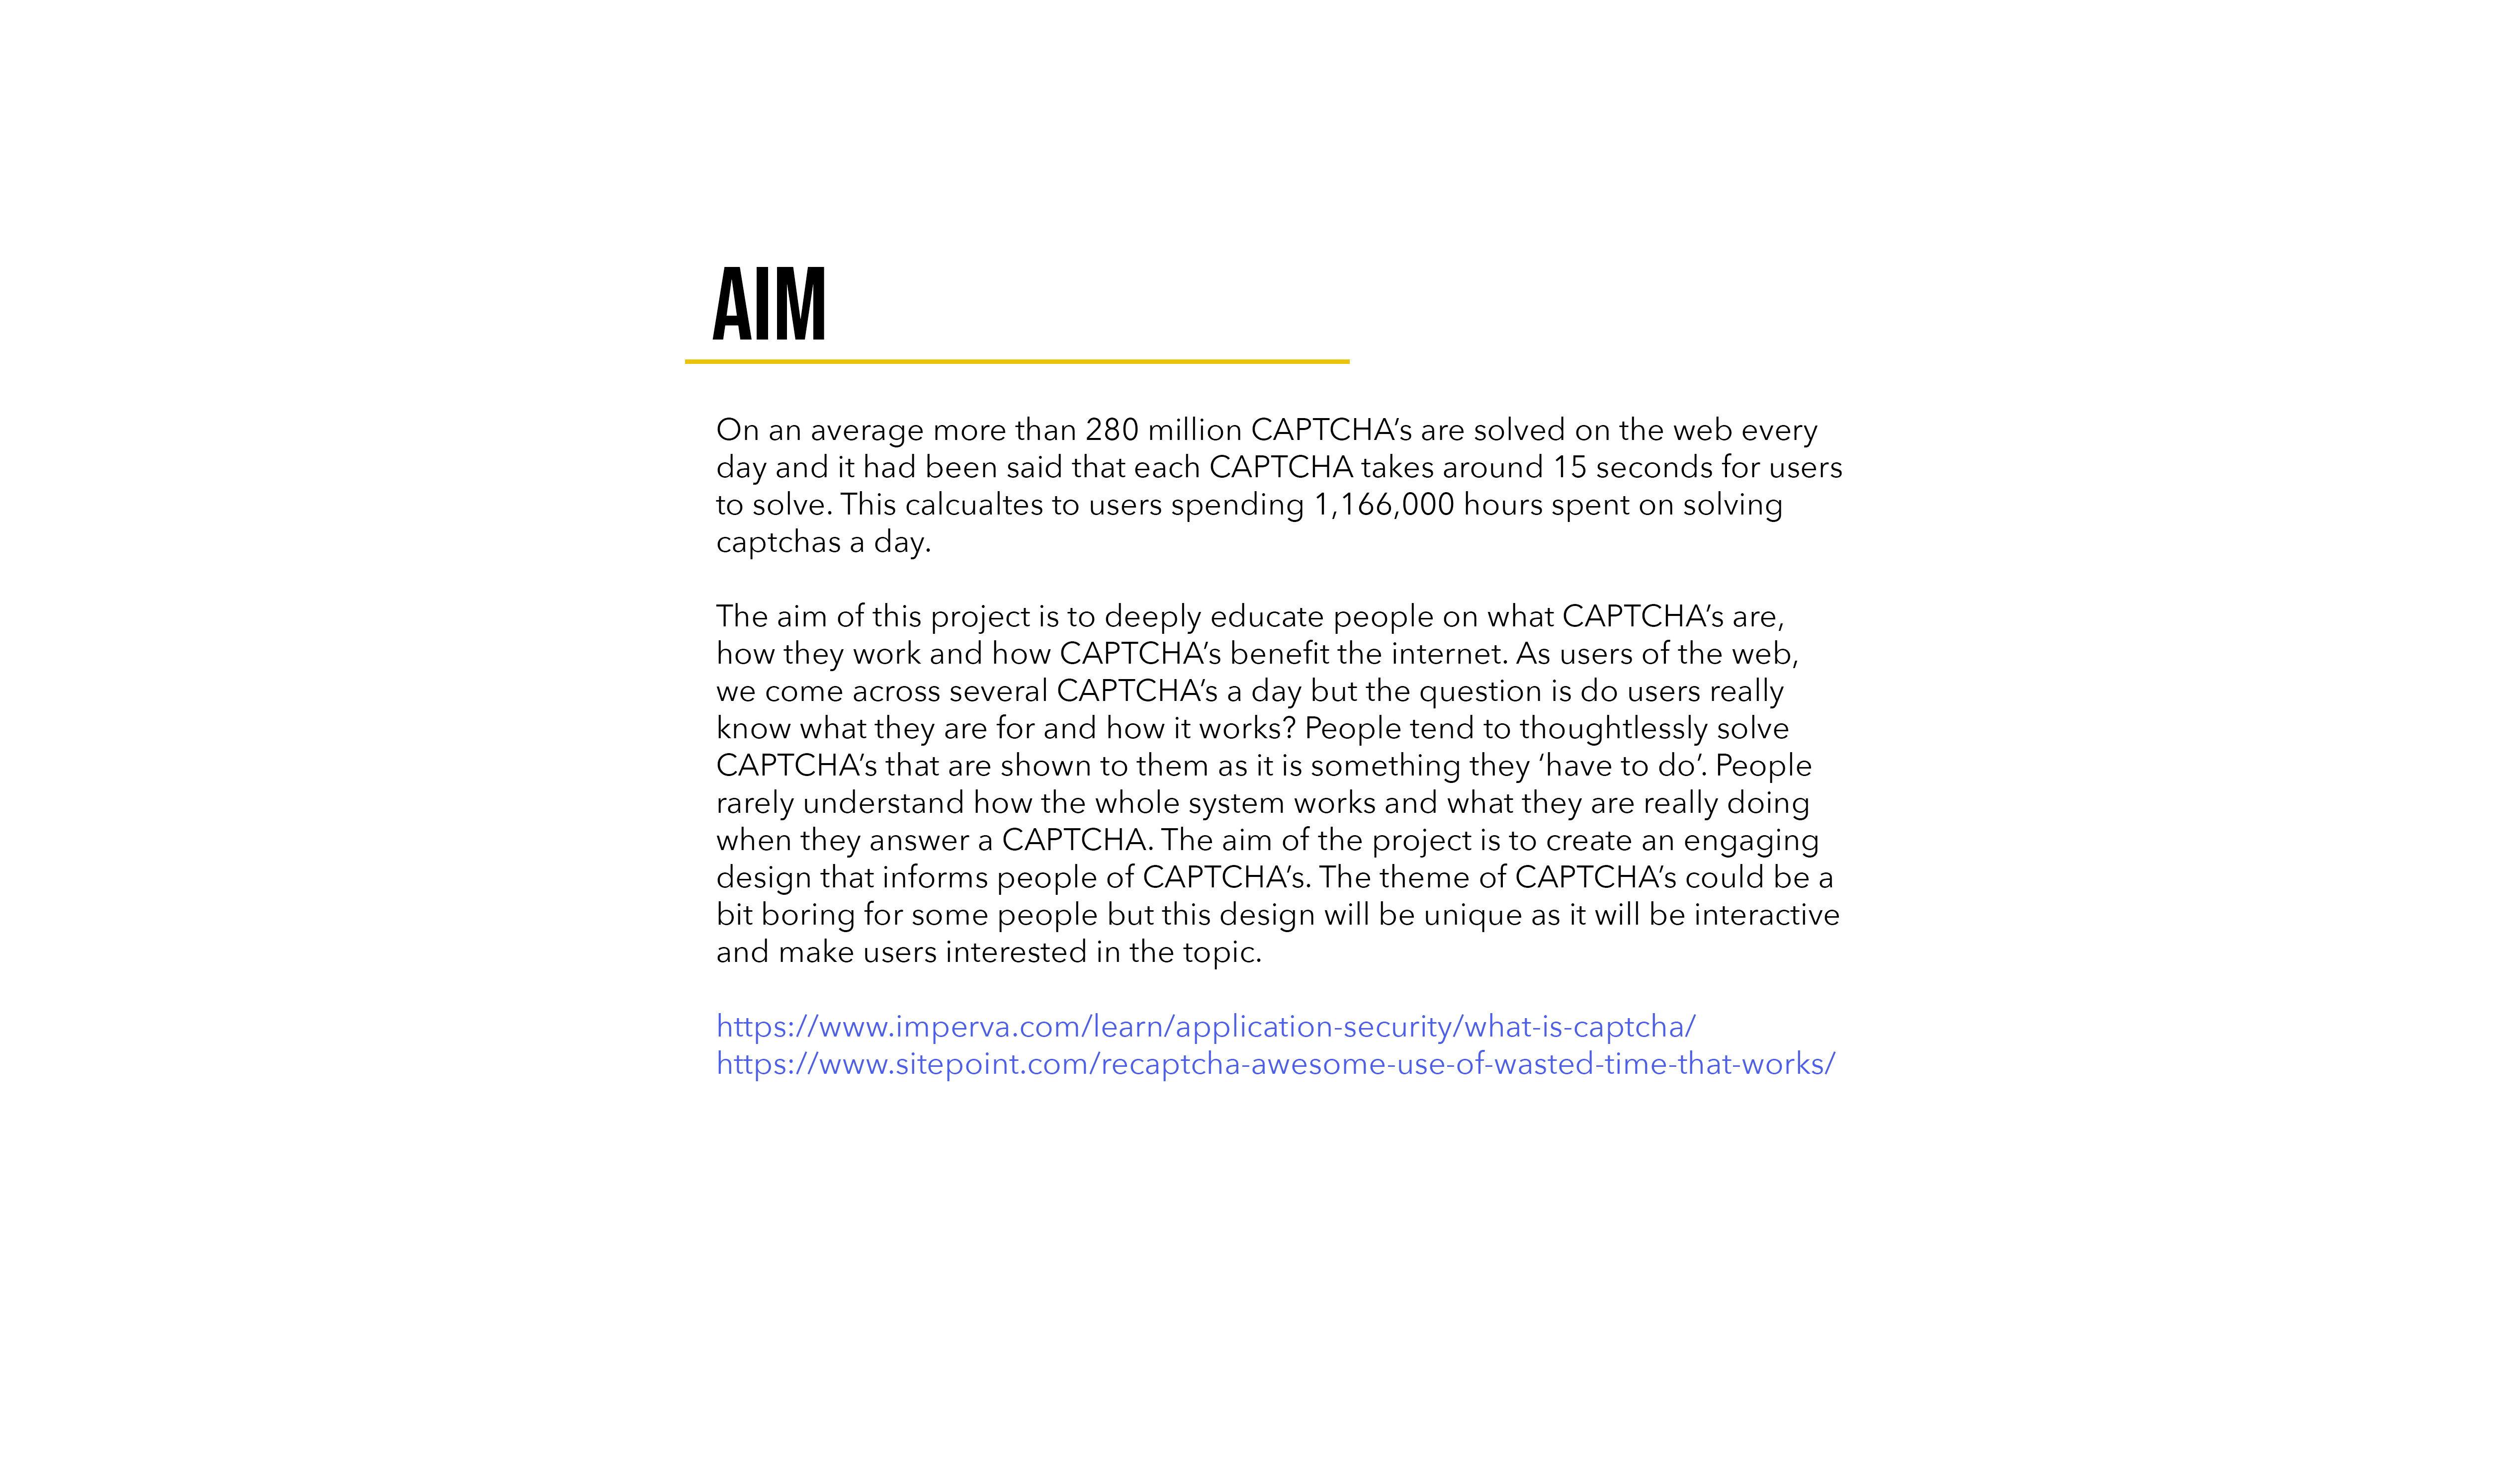 AIM
On an average more than 280 million CAPTCHA’s are solved on the web every
day and it had been said that each CAPTCHA takes around 15 seconds for users
to solve. This calcualtes to users spending 1,166,000 hours spent on solving
captchas a day.
The aim of this project is to deeply educate people on what CAPTCHA’s are,
how they work and how CAPTCHA’s benefit the internet. As users of the web,
we come across several CAPTCHA’s a day but the question is do users really
know what they are for and how it works? People tend to thoughtlessly solve
CAPTCHA’s that are shown to them as it is something they ‘have to do’. People
rarely understand how the whole system works and what they are really doing
when they answer a CAPTCHA. The aim of the project is to create an engaging
design that informs people of CAPTCHA’s. The theme of CAPTCHA’s could be a
bit boring for some people but this design will be unique as it will be interactive
and make users interested in the topic.
https://www.imperva.com/learn/application-security/what-is-captcha/
https://www.sitepoint.com/recaptcha-awesome-use-of-wasted-time-that-works/